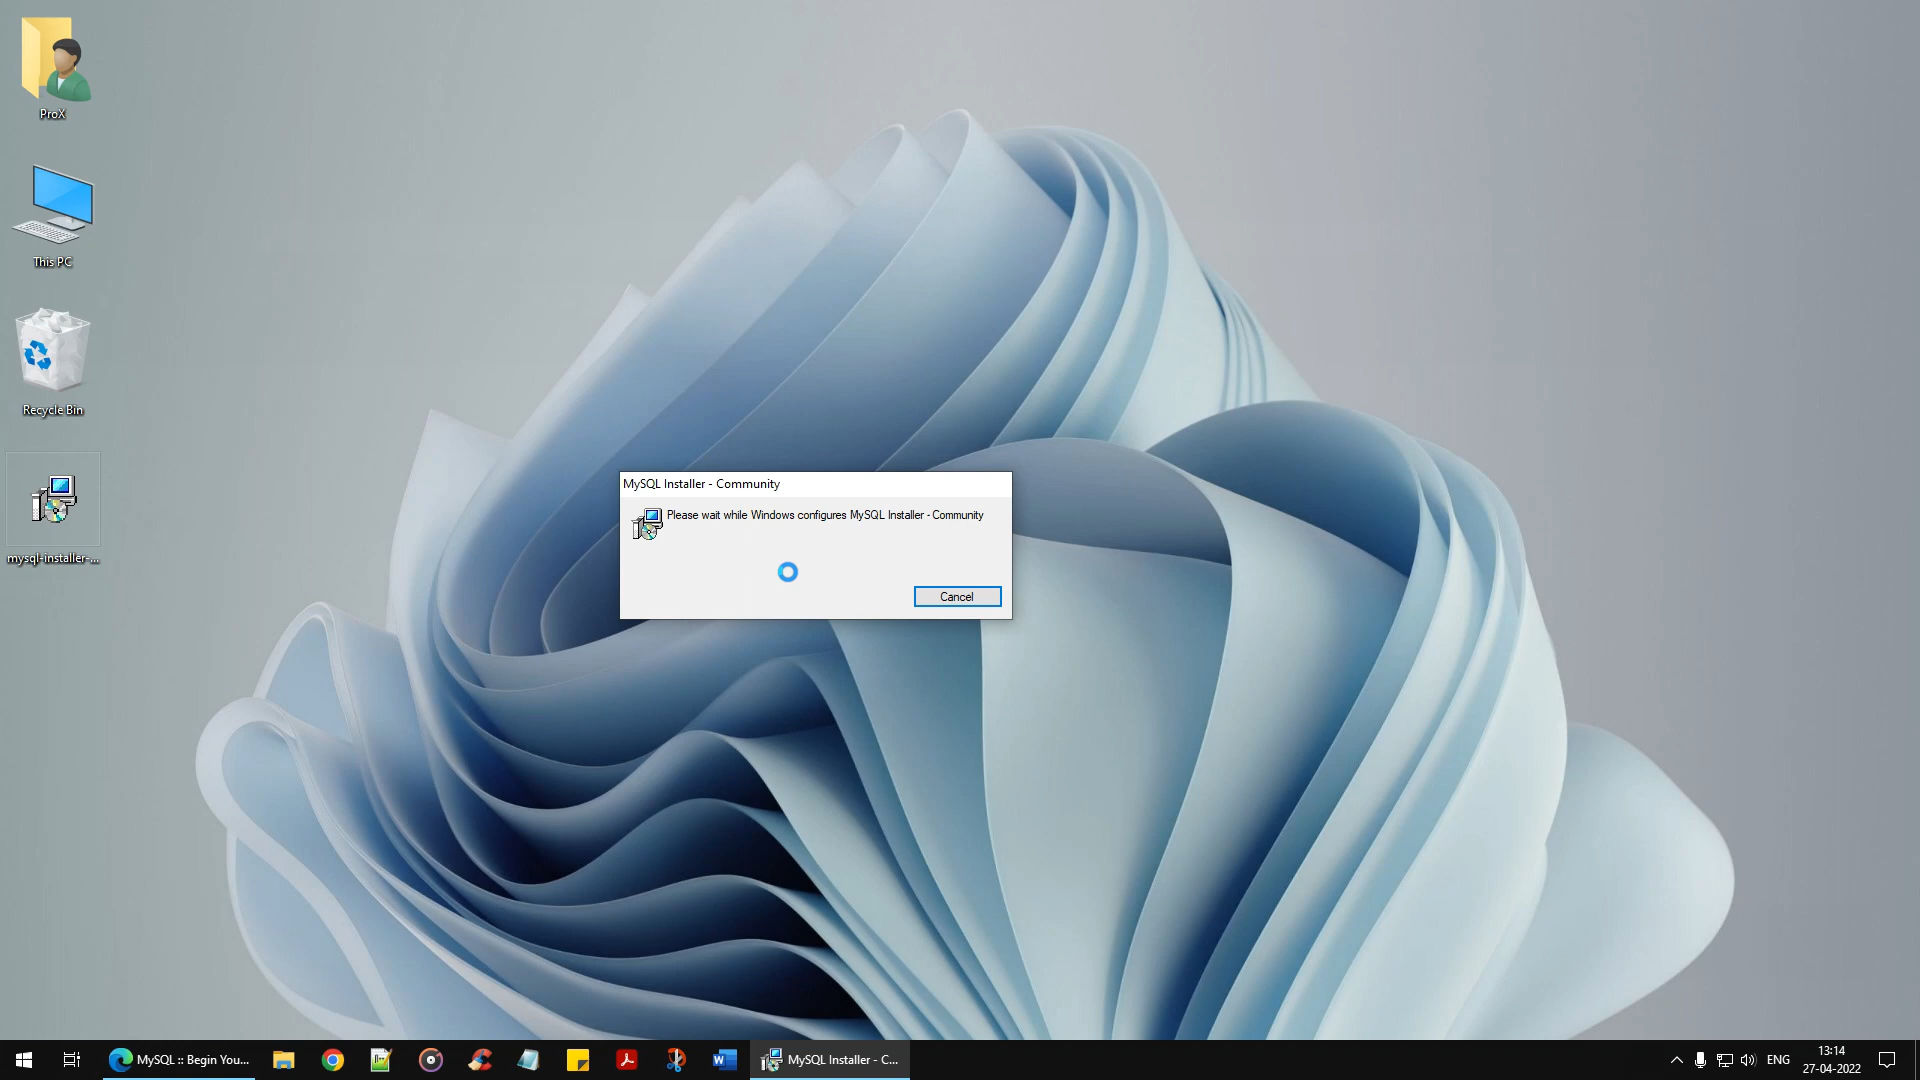 ProX
This PC
Recycle Bin
mysql-installer-...
MySQL Installer - Community
Please wait while Windows configures MySQL Installer - Community
Cancel
MySQL :: Begin You...
MySQL Installer - C...
ENG
13:14
27-04-2022